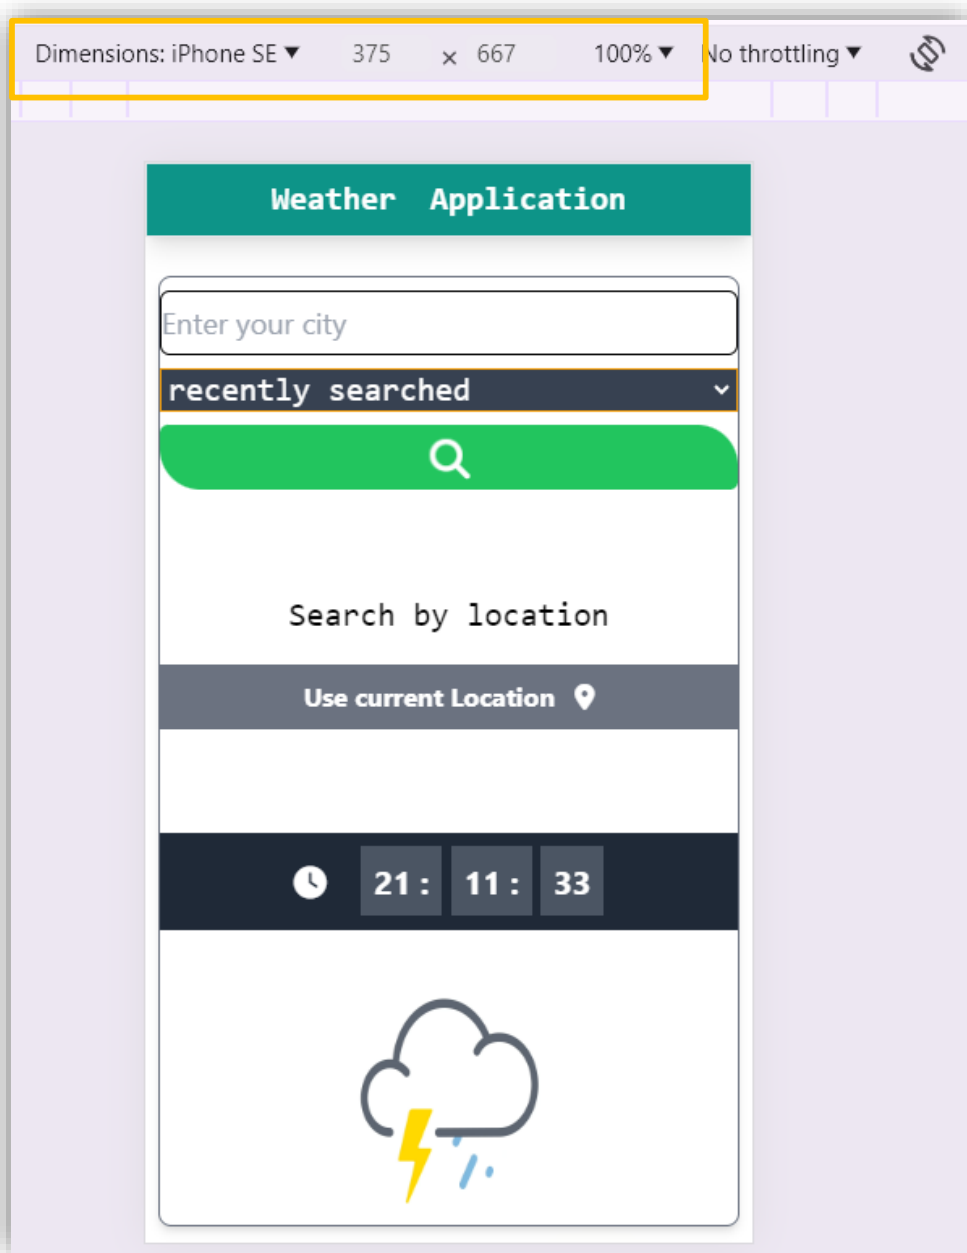 Dimensions: iPhone SE ▼ 375 × 667 100% ▼ No throttling ▼
Weather Application
Enter your city
recently searched
Search by location
Use current Location
21 : 11 : 33